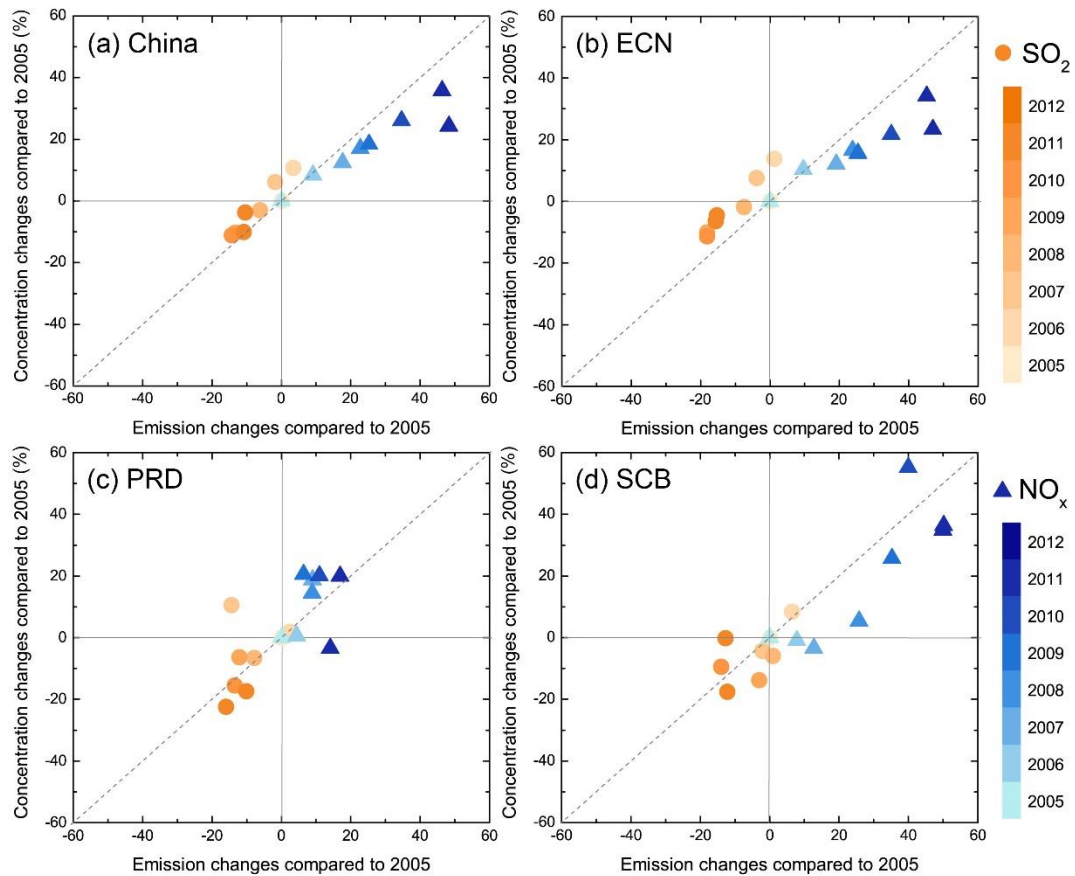 (a) China
Concentration changes compared to 2005 (%)
60
40
20
0
-20
-40
-60
-60 -40 -20 0 20 40 60
Emission changes compared to 2005
(b) ECN
Concentration changes compared to 2005 (%)
60
40
20
0
-20
-40
-60
-60 -40 -20 0 20 40 60
Emission changes compared to 2005
SO2
2012
2011
2010
2009
2008
2007
2006
2005
(c) PRD
Concentration changes compared to 2005 (%)
60
40
20
0
-20
-40
-60
-60 -40 -20 0 20 40 60
Emission changes compared to 2005
(d) SCB
Concentration changes compared to 2005 (%)
60
40
20
0
-20
-40
-60
-60 -40 -20 0 20 40 60
Emission changes compared to 2005
NOx
2012
2011
2010
2009
2008
2007
2006
2005